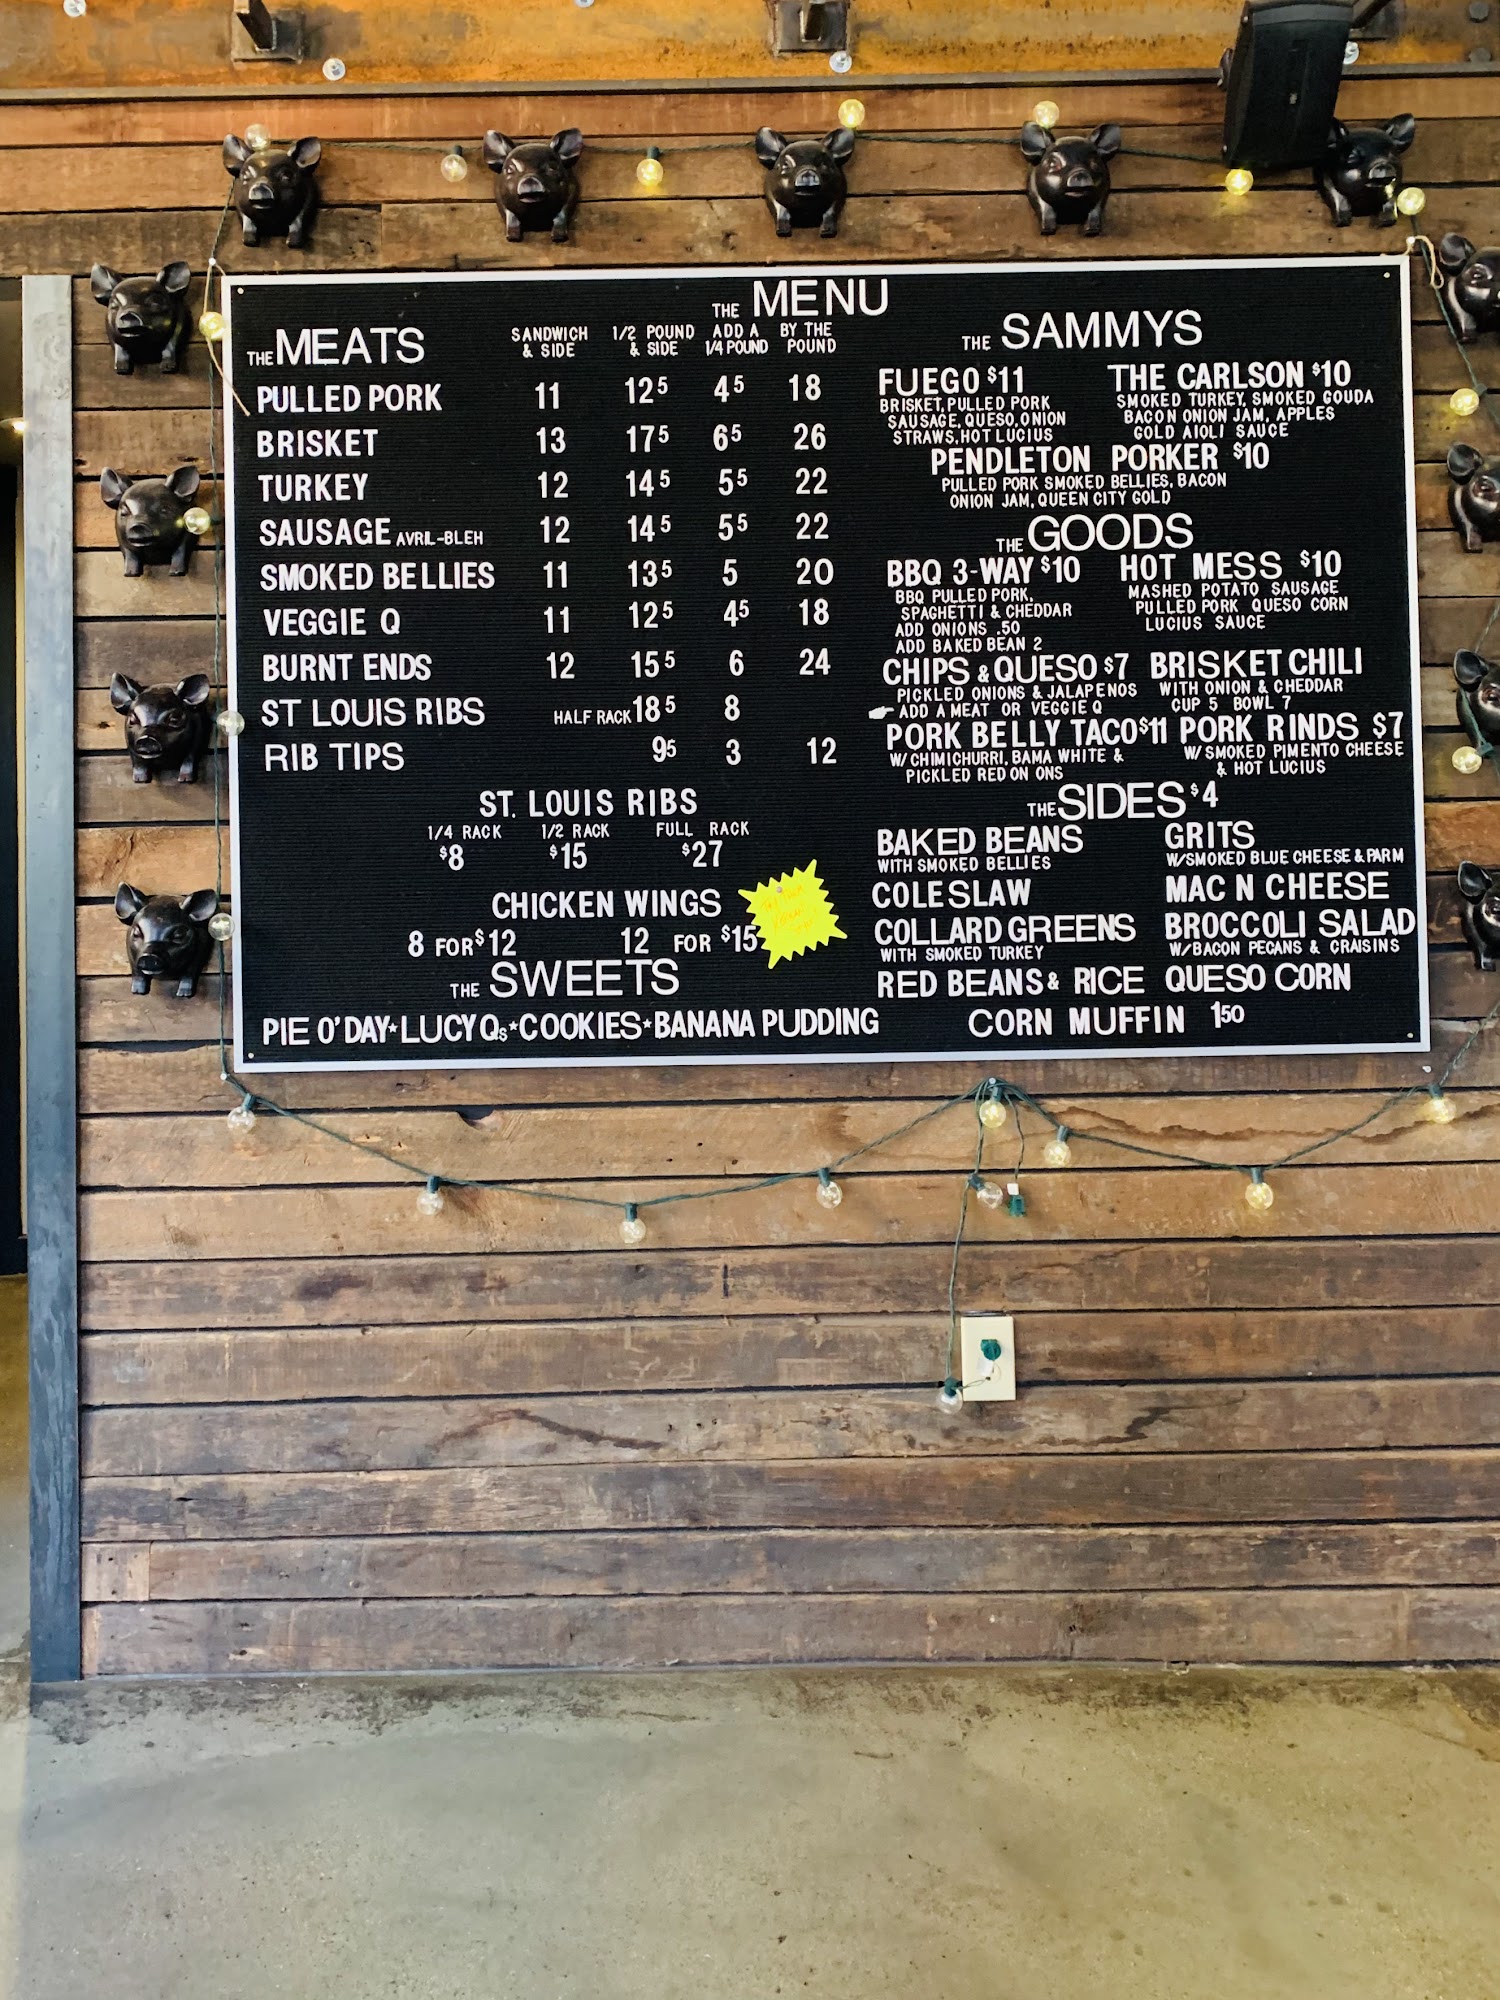 THE MENU
THE MEATS
SANDWICH & SIDE
1/2 POUND & SIDE
ADD A 1/4 POUND
BY THE POUND
PULLED PORK 11 12 5 4 5 18
BRISKET 13 17 5 6 5 26
TURKEY 12 14 5 5 5 22
SAUSAGE AVRIL-BLEH 12 14 5 5 5 22
SMOKED BELLIES 11 13 5 5 20
VEGGIE Q 11 12 5 4 5 18
BURNT ENDS 12 15 5 6 24
ST LOUIS RIBS HALF RACK 18 5 8
RIB TIPS 9 5 3 12
ST. LOUIS RIBS
1/4 RACK 1/2 RACK FULL RACK
$8 $15 $27
CHICKEN WINGS
8 FOR $12 12 FOR $15
THE SWEETS
PIE O' DAY*LUCY Qs*COOKIES*BANANA PUDDING
THE SAMMYS
FUEGO $11
BRISKET, PULLED PORK
SAUSAGE, QUESO, ONION
STRAWS, HOT LUCIUS
THE CARLSON $10
SMOKED TURKEY, SMOKED GOUDA
BACON ONION JAM, APPLES
GOLD AIOLI SAUCE
PENDLETON PORKER $10
PULLED PORK SMOKED BELLIES, BACON
ONION JAM, QUEEN CITY GOLD
THE GOODS
BBQ 3-WAY $10
BBQ PULLED PORK,
SPAGHETTI & CHEDDAR
ADD ONIONS .50
ADD BAKED BEAN 2
HOT MESS $10
MASHED POTATO SAUSAGE
PULLED PORK QUESO CORN
LUCIUS SAUCE
CHIPS & QUESO $7
PICKLED ONIONS & JALAPENOS
ADD A MEAT OR VEGGIE Q
BRISKET CHILI
WITH ONION & CHEDDAR
CUP 5 BOWL 7
PORK BELLY TACO $11
W/ CHIMICHURRI, BAMA WHITE &
PICKLED RED ON ONS
PORK RINDS $7
W/ SMOKED PIMENTO CHEESE
& HOT LUCIUS
THE SIDES $4
BAKED BEANS
WITH SMOKED BELLIES
GRITS
W/SMOKED BLUE CHEESE & PARM
COLESLAW
MAC N CHEESE
COLLARD GREENS
WITH SMOKED TURKEY
BROCCOLI SALAD
W/BACON PECANS & CRAISINS
RED BEANS & RICE
QUESO CORN
CORN MUFFIN 1 50